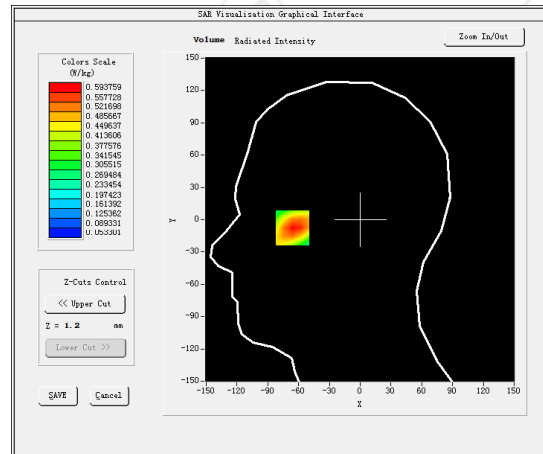 SAR Visualisation Graphical Interface
Volume Radiated Intensity
Zoom In/Out
Colors Scale
(W/kg)
0.593759
0.557728
0.521698
0.485667
0.449637
0.413606
0.377576
0.341545
0.305515
0.269484
0.233454
0.197423
0.161392
0.125362
0.089331
0.053301
Z-Cuts Control
<< Upper Cut
Z = 1.2 mm
Lower Cut >>
SAVE Cancel
150
120
90
60
30
0
-30
-60
-90
-120
-150
Y
-150 -120 -90 -60 -30 0 30 60 90 120 150
X